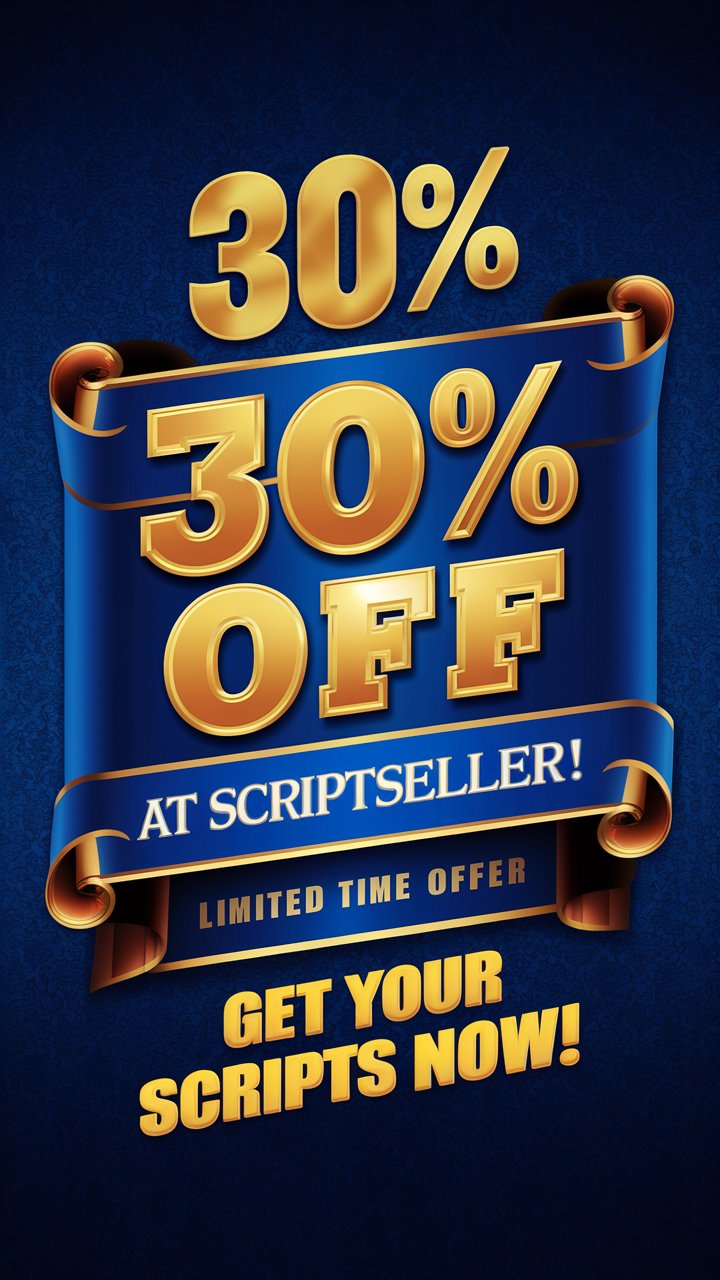 30%
30%
OFF
AT SCRIPTSELLER!
LIMITED TIME OFFER
GET YOUR
SCRIPTS NOW!